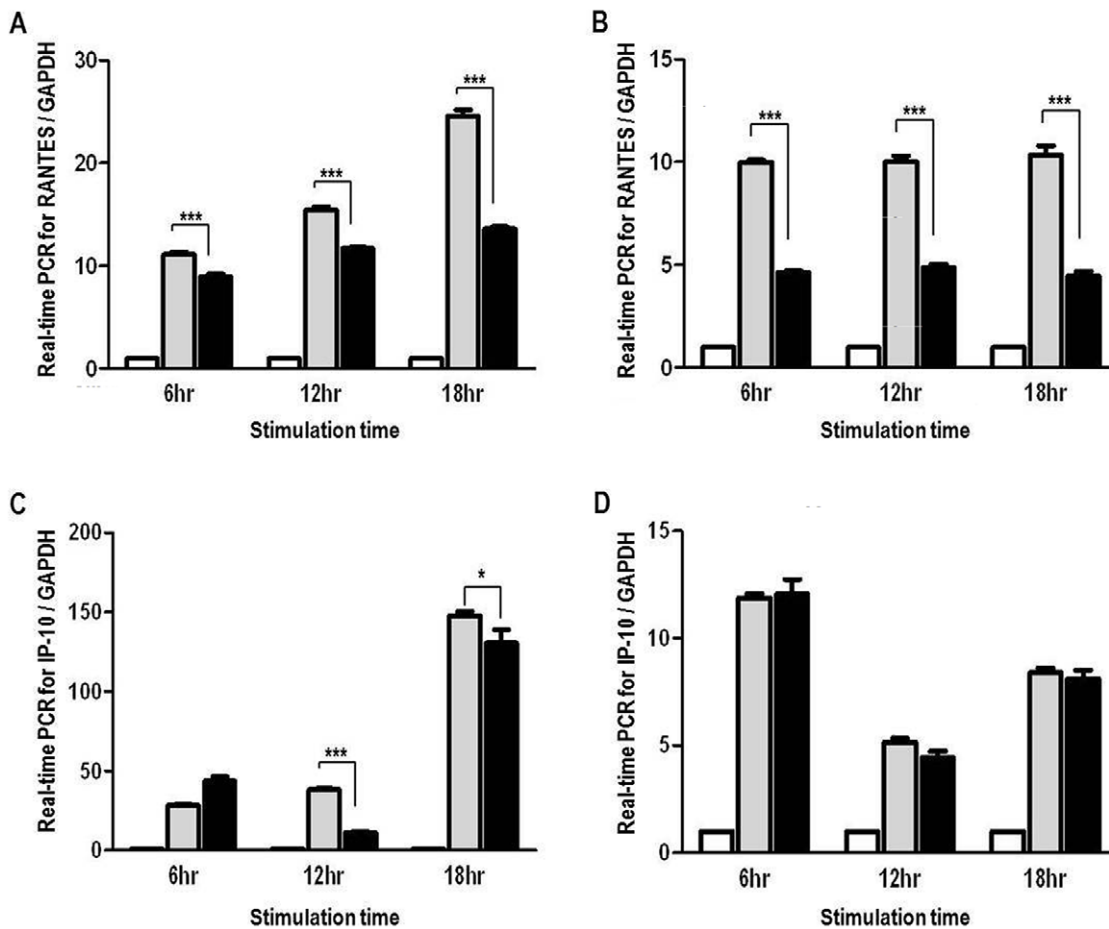 A
Real-time PCR for RANTES / GAPDH
30
20
10
0
***
***
***
6hr 12hr 18hr
Stimulation time
B
Real-time PCR for RANTES / GAPDH
15
10
5
0
***
***
***
6hr 12hr 18hr
Stimulation time
C
Real-time PCR for IP-10 / GAPDH
200
150
100
50
0
***
*
6hr 12hr 18hr
Stimulation time
D
Real-time PCR for IP-10 / GAPDH
15
10
5
0
6hr 12hr 18hr
Stimulation time